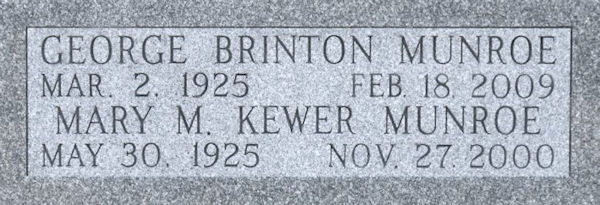 GEORGE BRINTON MUNROE
MAR. 2, 1925 FEB. 18, 2009
MARY M. KEWER MUNROE
MAY 30, 1925 NOV. 27, 2000